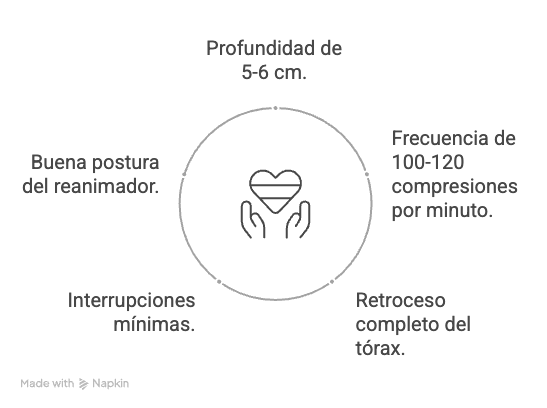 Profundidad de
5-6 cm.
Frecuencia de
100-120
compresiones
por minuto.
Retroceso
completo del
tórax.
Interrupciones
mínimas.
Buena postura
del reanimador.
Made with Napkin